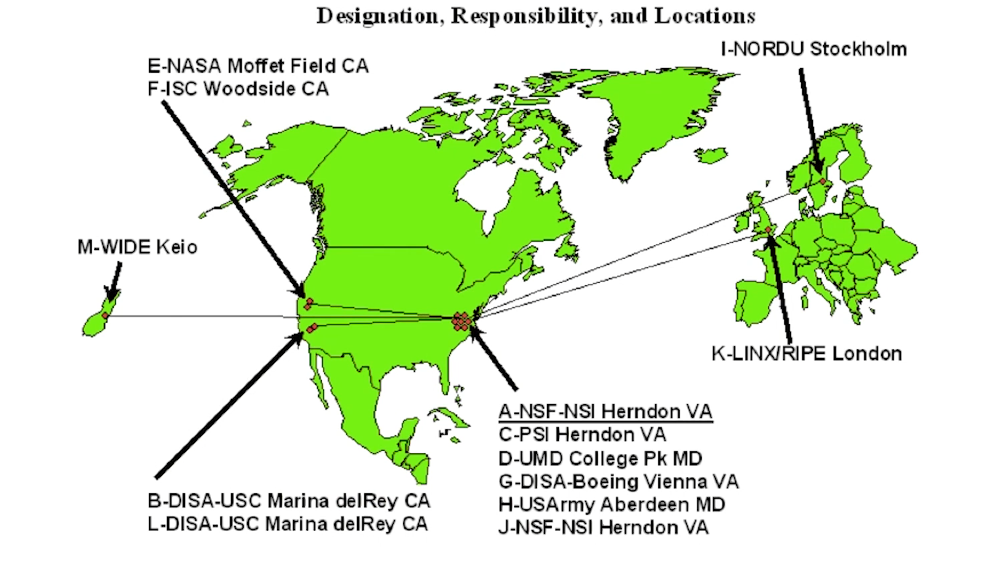 Designation, Responsibility, and Locations
I-NORDU Stockholm
E-NASA Moffet Field CA
F-ISC Woodside CA
M-WIDE Keio
K-LINX/RIPE London
A-NSF-NSI Herndon VA
C-PSI Herndon VA
D-UMD College Pk MD
G-DISA-Boeing Vienna VA
H-USArmy Aberdeen MD
J-NSF-NSI Herndon VA
B-DISA-USC Marina delRey CA
L-DISA-USC Marina delRey CA